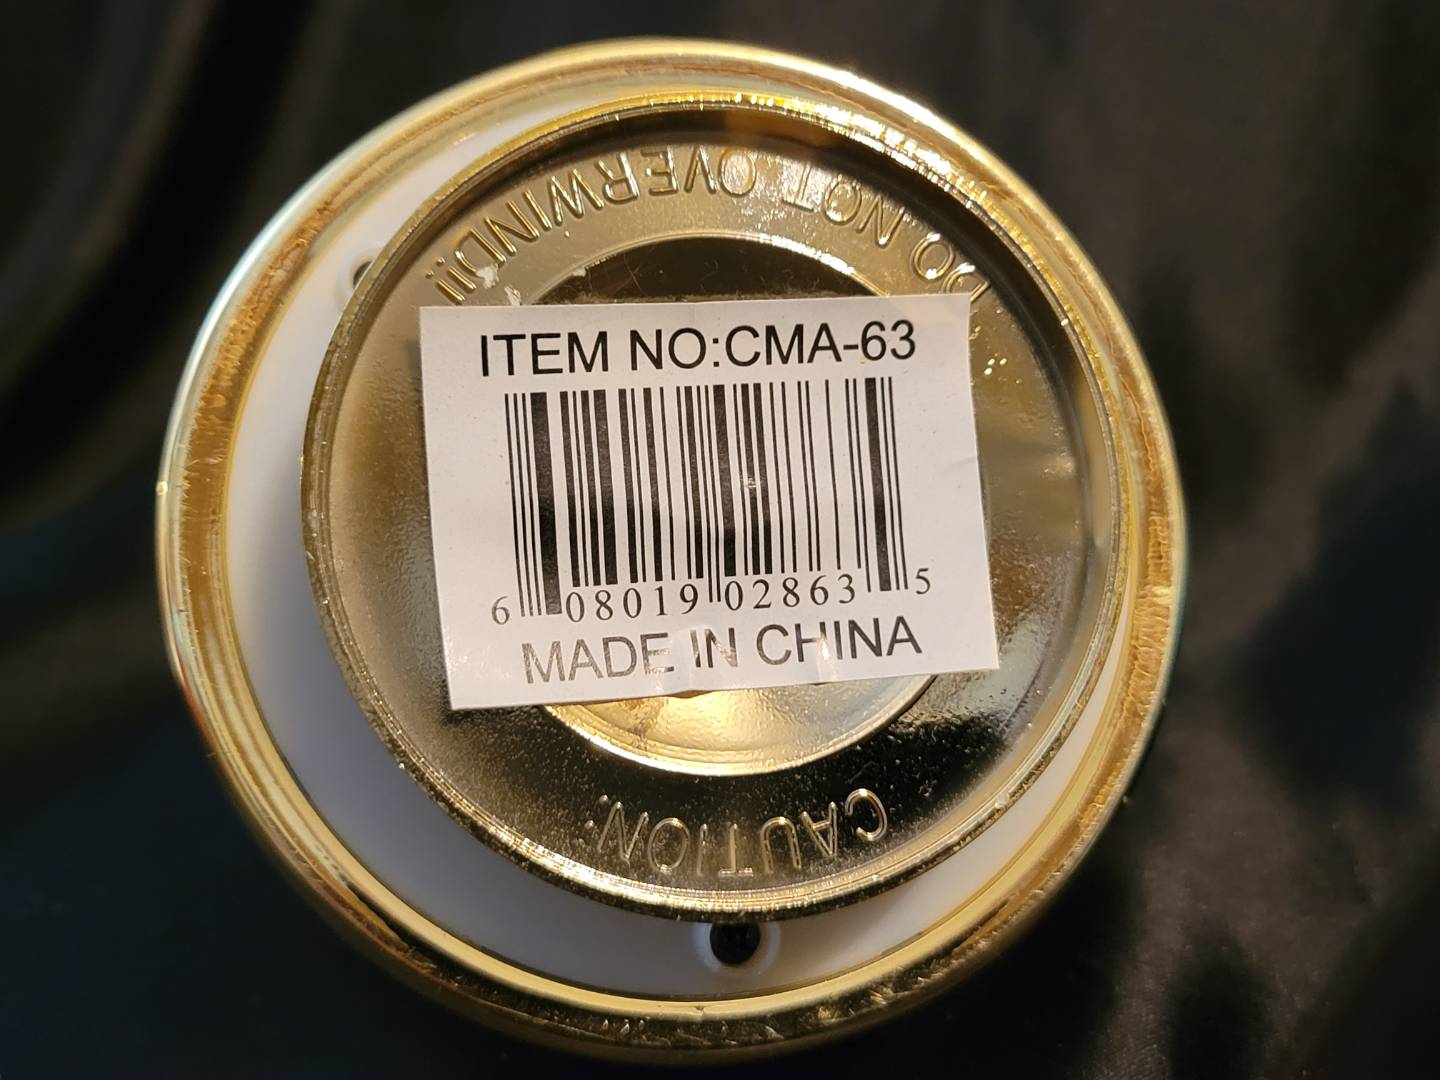 ITEM NO:CMA-63
6 08019 02863 5
MADE IN CHINA
CAUTION:
DO NOT OVERWIND!!